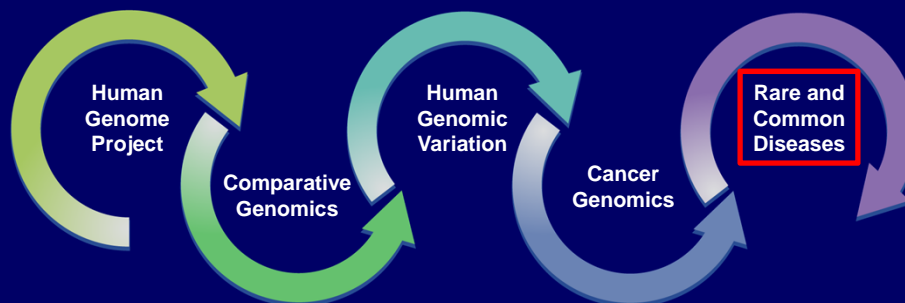 Human
Genome
Project
Comparative
Genomics
Human
Genomic
Variation
Cancer
Genomics
Rare and
Common
Diseases